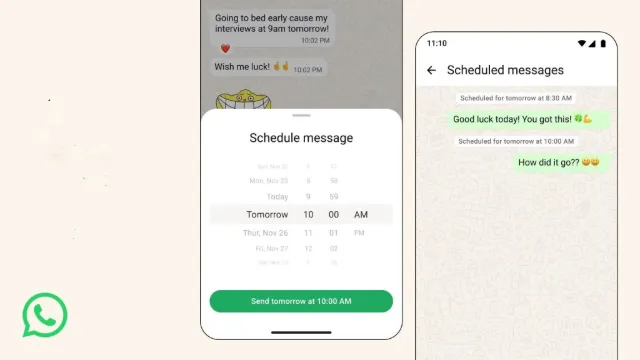 Going to bed early cause my
interviews at 9am tomorrow!
10:02 PM
Wish me luck! 🤞🤞 10:02 PM
Schedule message
Mon, Nov 23 8 58
Today 9 59
Tomorrow 10 00 AM
Thur, Nov 26 11 01 PM
Fri, Nov 27 12 02
Send tomorrow at 10:00 AM
11:10
Scheduled messages
Scheduled for tomorrow at 8:30 AM
Good luck today! You got this! 🍀💪
Scheduled for tomorrow at 10:00 AM
How did it go?? 😄😄